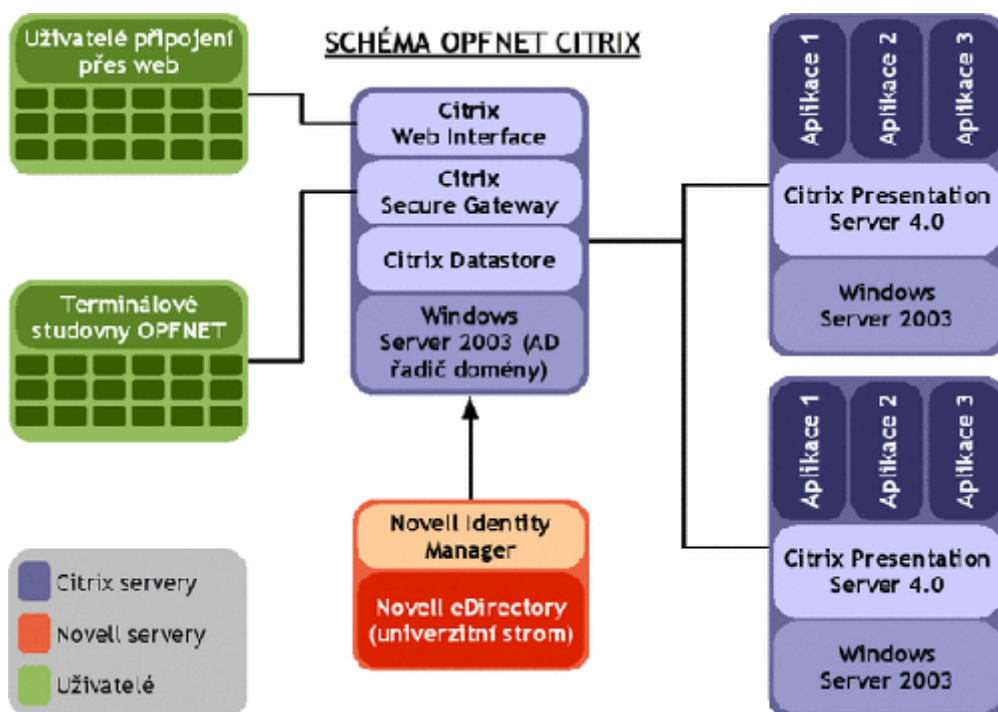 SCHÉMA OPFNET CITRIX
Uživatelé připojení
přes web
Terminálové
studovny OPFNET
Citrix
Web Interface
Citrix
Secure Gateway
Citrix Datastore
Windows
Server 2003 (AD
řadič domény)
Novell Identity
Manager
Novell eDirectory
(univerzitní strom)
Aplikace 1
Aplikace 2
Aplikace 3
Citrix Presentation
Server 4.0
Windows
Server 2003
Aplikace 1
Aplikace 2
Aplikace 3
Citrix Presentation
Server 4.0
Windows
Server 2003
Citrix servery
Novell servery
Uživatelé